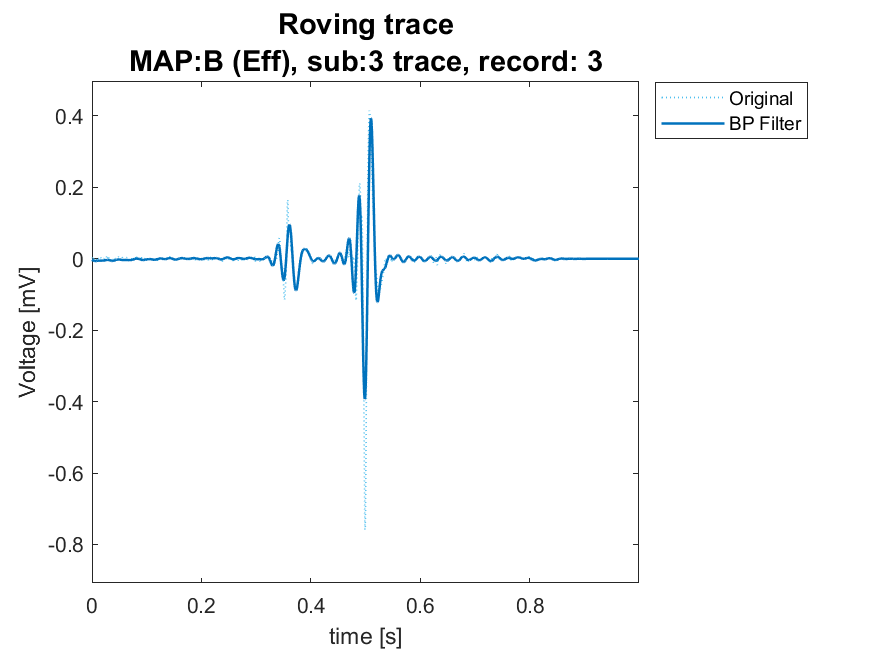 Roving trace
MAP:B (Eff), sub:3 trace, record: 3
Original
BP Filter
0.4
0.2
0
-0.2
-0.4
-0.6
-0.8
Voltage [mV]
0
0.2
0.4
0.6
0.8
time [s]